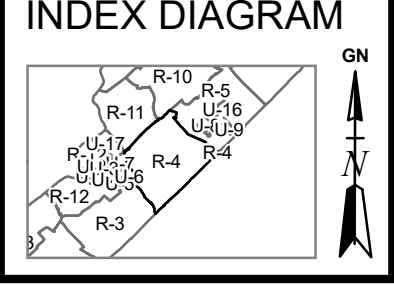 INDEX DIAGRAM
GN
R-10
R-5
U-16
R-11
U-9
U-17
R-4
R-4
U-6
R-12
R-3
N